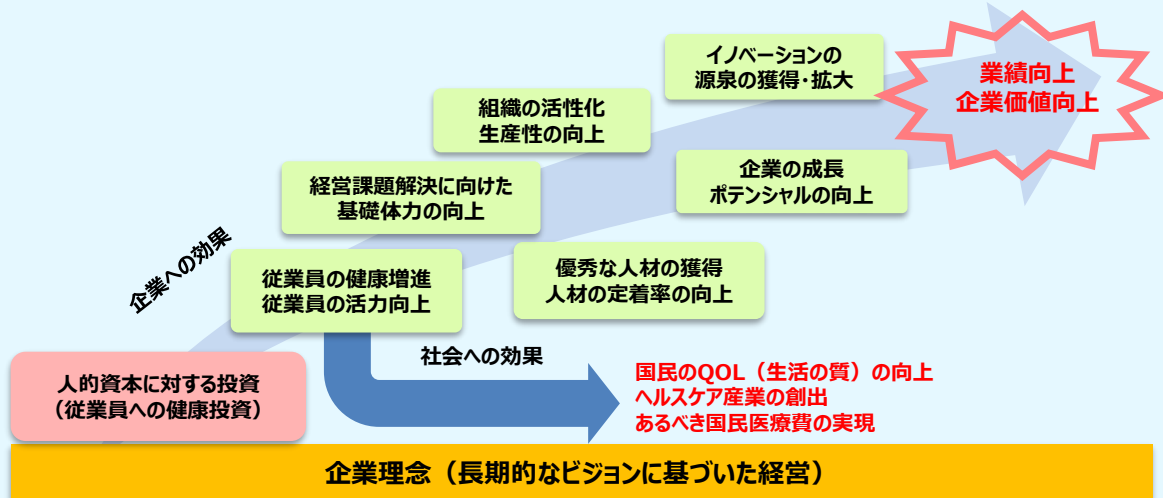 イノベーションの
源泉の獲得・拡大
業績向上
企業価値向上
組織の活性化
生産性の向上
企業の成長
ポテンシャルの向上
経営課題解決に向けた
基礎体力の向上
企業への効果
従業員の健康増進
従業員の活力向上
優秀な人材の獲得
人材の定着率の向上
社会への効果
人的資本に対する投資
（従業員への健康投資）
国民のQOL（生活の質）の向上
ヘルスケア産業の創出
あるべき国民医療費の実現
企業理念（長期的なビジョンに基づいた経営）